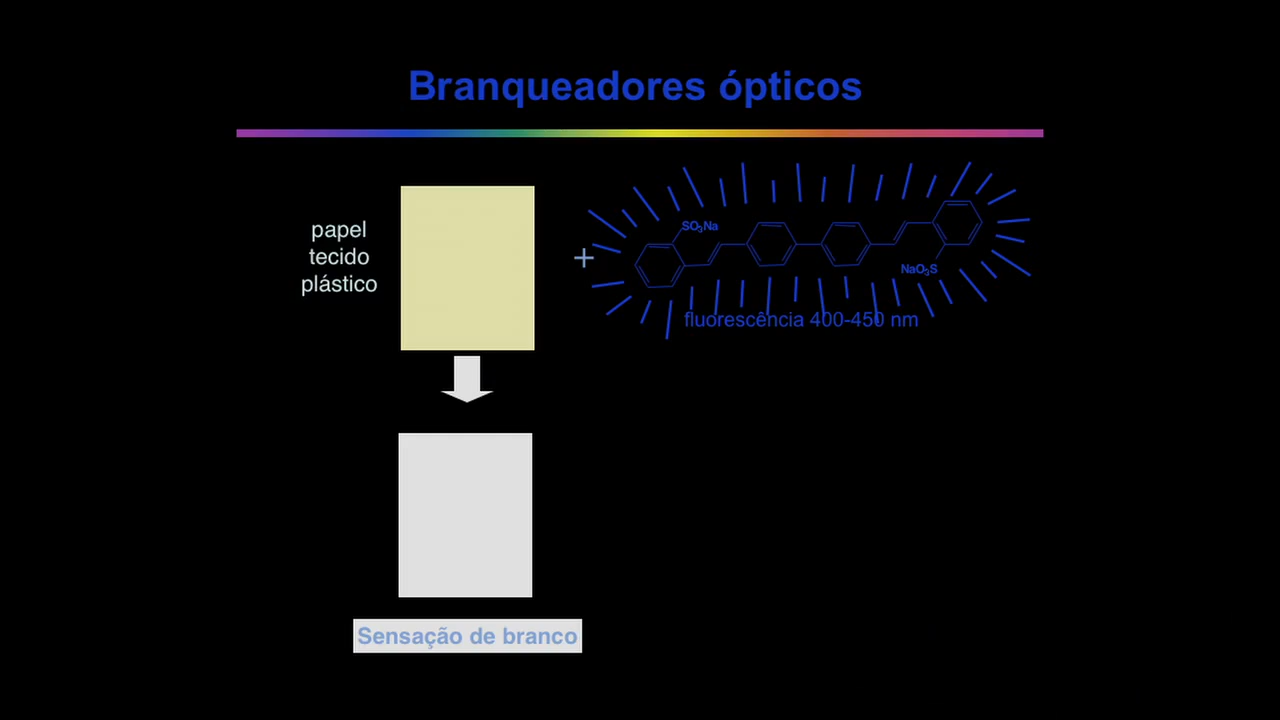 Branqueadores ópticos
papel
tecido
plástico
+
SO3Na
NaO3S
fluorescência 400-450 nm
Sensação de branco